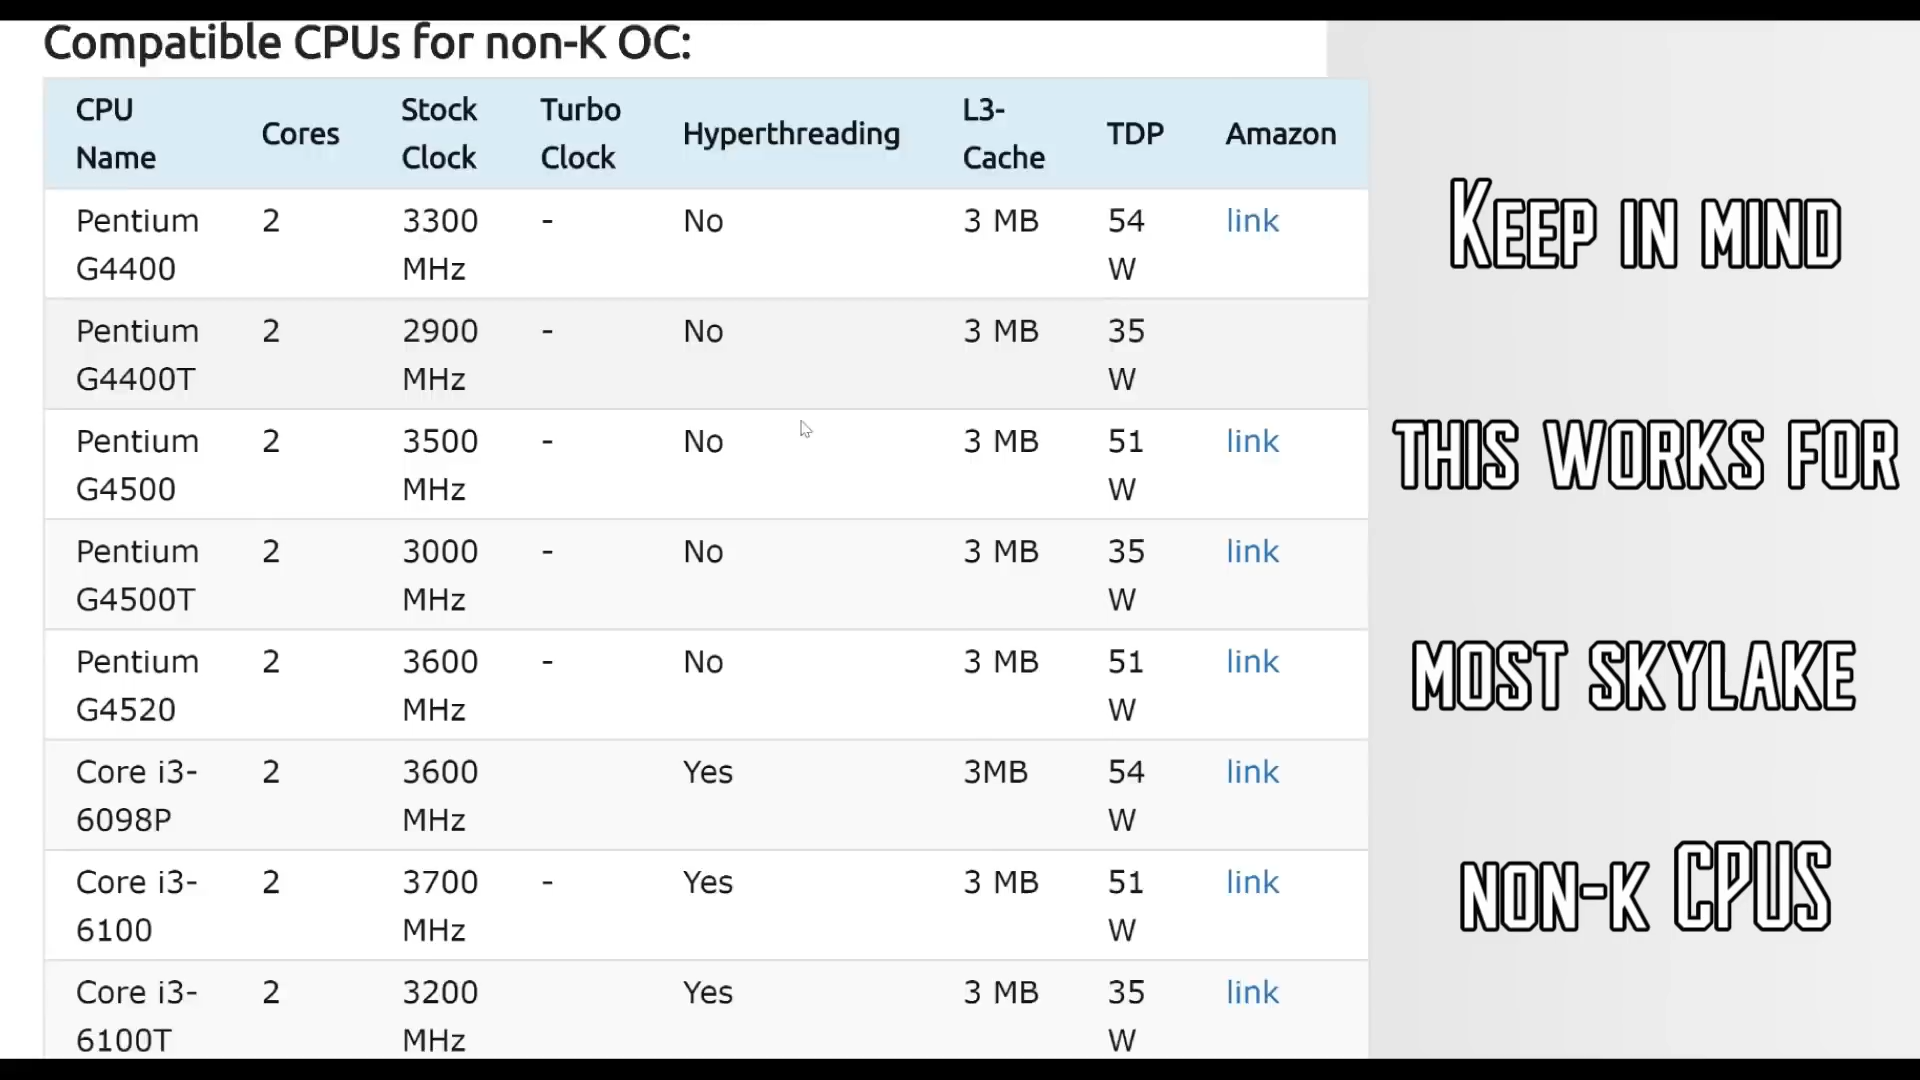 Compatible CPUs for non-K OC:
CPU Name Cores Stock Clock Turbo Clock Hyperthreading L3-Cache TDP Amazon
Pentium G4400 2 3300 MHz - No 3 MB 54 W link
Pentium G4400T 2 2900 MHz - No 3 MB 35 W
Pentium G4500 2 3500 MHz - No 3 MB 51 W link
Pentium G4500T 2 3000 MHz - No 3 MB 35 W link
Pentium G4520 2 3600 MHz - No 3 MB 51 W link
Core i3-6098P 2 3600 MHz Yes 3MB 54 W link
Core i3-6100 2 3700 MHz - Yes 3 MB 51 W link
Core i3-6100T 2 3200 MHz Yes 3 MB 35 W link
Keep in mind
this works for
most skylake
non-k CPUs